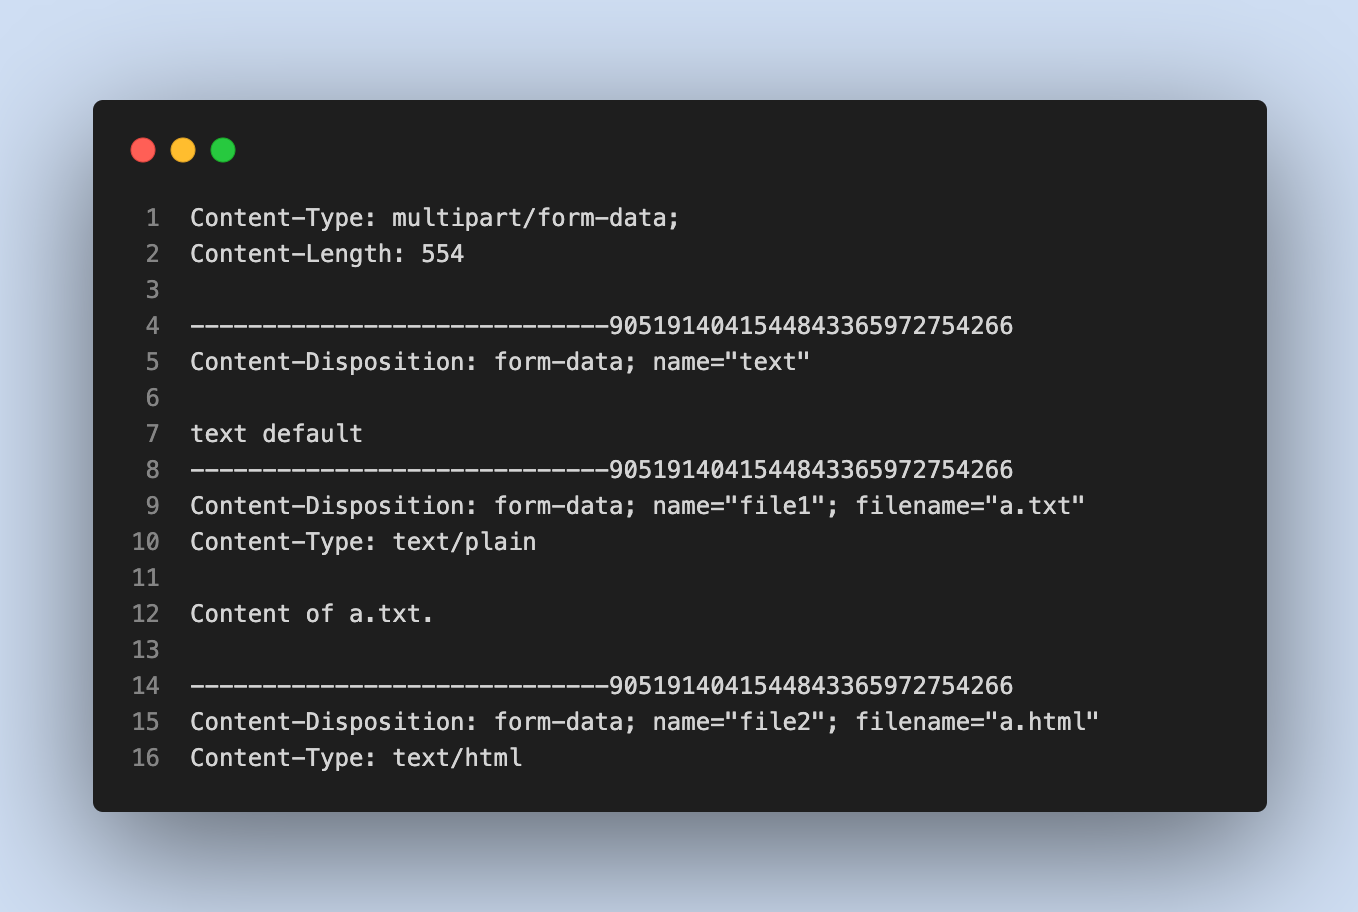 1 Content-Type: multipart/form-data;
2 Content-Length: 554
3
4 -----------------------------9051914041544843365972754266
5 Content-Disposition: form-data; name="text"
6
7 text default
8 -----------------------------9051914041544843365972754266
9 Content-Disposition: form-data; name="file1"; filename="a.txt"
10 Content-Type: text/plain
11
12 Content of a.txt.
13
14 -----------------------------9051914041544843365972754266
15 Content-Disposition: form-data; name="file2"; filename="a.html"
16 Content-Type: text/html